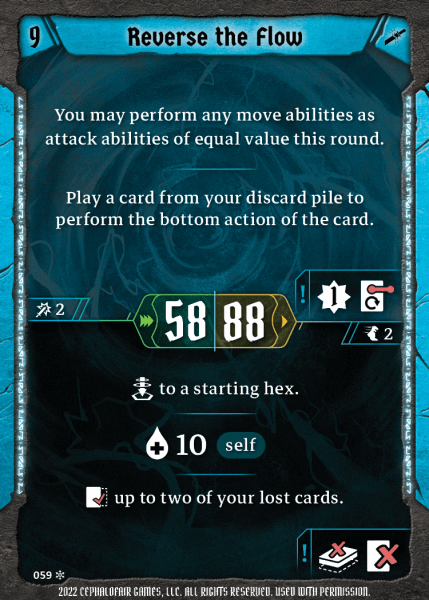 9
Reverse the Flow
You may perform any move abilities as
attack abilities of equal value this round.
Play a card from your discard pile to
perform the bottom action of the card.
! 1
2
58 88
2
to a starting hex.
10 self
up to two of your lost cards.
!
059
2022 CEPHALOFAIR GAMES, LLC. ALL RIGHTS RESERVED. USED WITH PERMISSION.